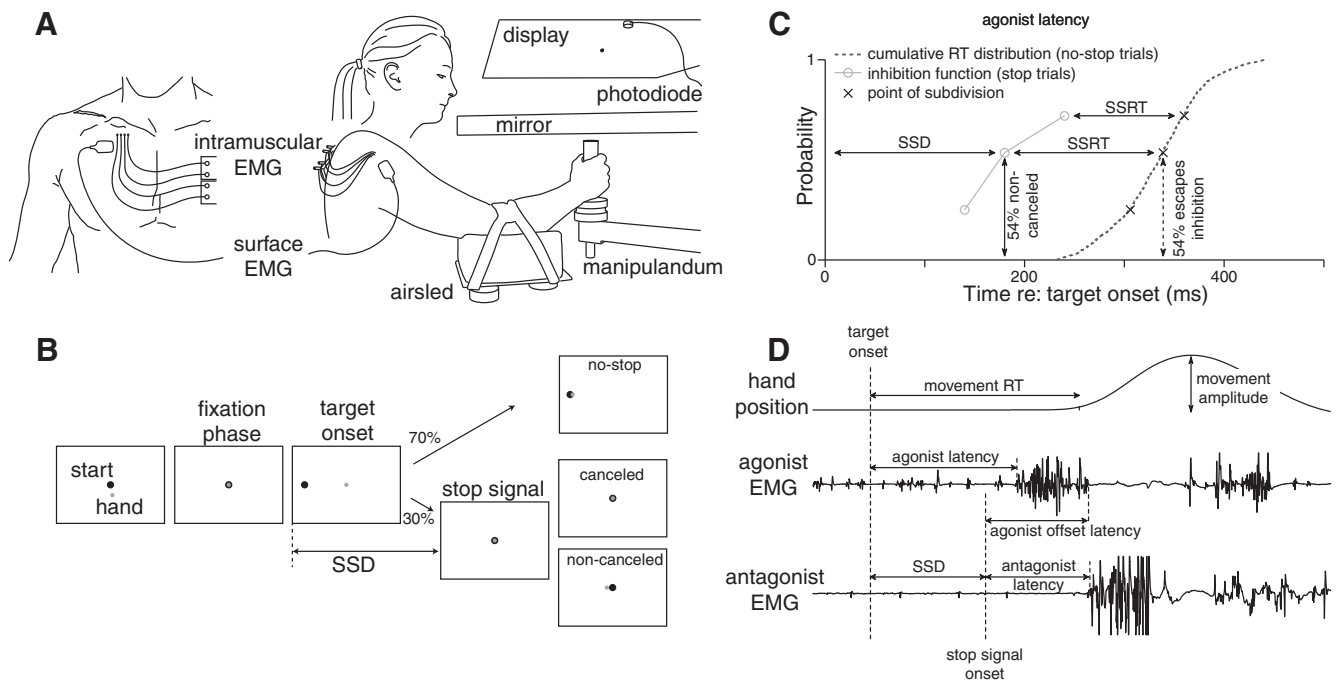 A
display
photodiode
mirror
intramuscular
EMG
surface
EMG
airsled
manipulandum
B
start
hand
fixation
phase
target
onset
70%
30%
no-stop
stop signal
canceled
non-canceled
SSD
C
agonist latency
cumulative RT distribution (no-stop trials)
inhibition function (stop trials)
point of subdivision
1
Probability
0
SSD
SSRT
SSRT
54% non-
canceled
54% escapes
inhibition
0
200
400
Time re: target onset (ms)
D
target
onset
hand
position
movement RT
movement
amplitude
agonist
EMG
agonist latency
agonist offset latency
antagonist
EMG
SSD
antagonist
latency
stop signal
onset